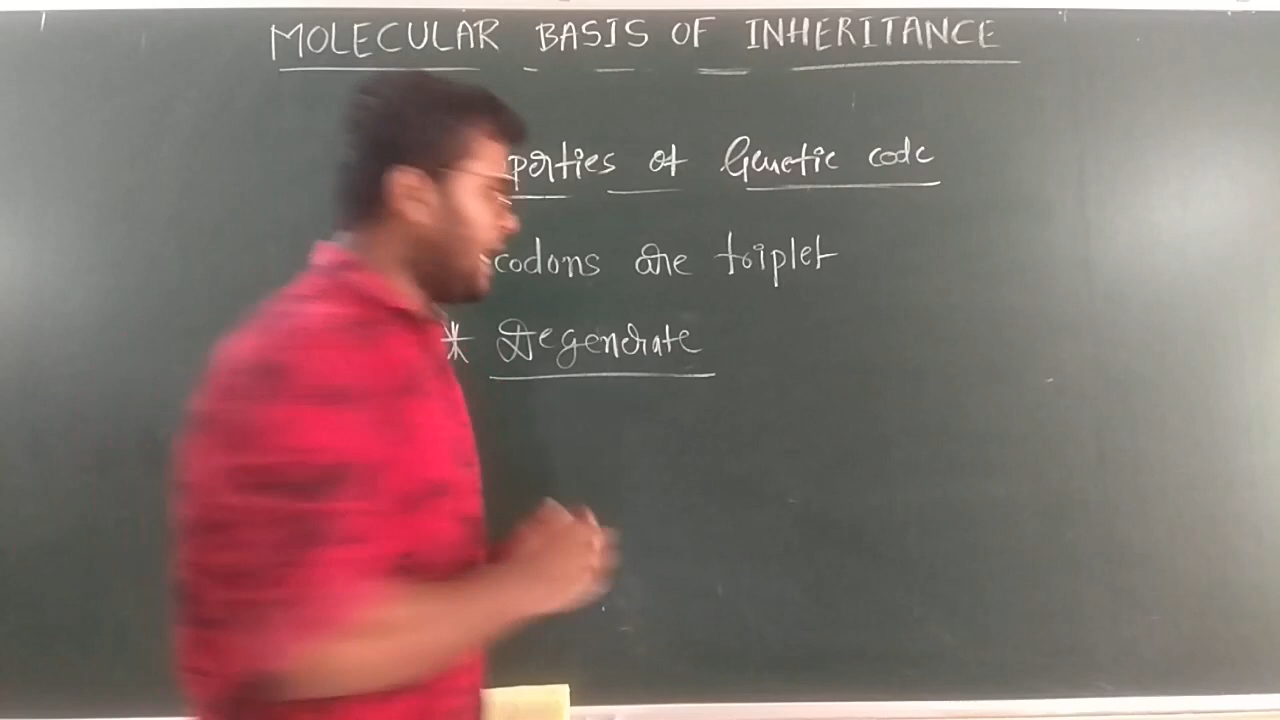 MOLECULAR BASIS OF INHERITANCE
perties of Genetic code
codons are triplet
* Degenerate